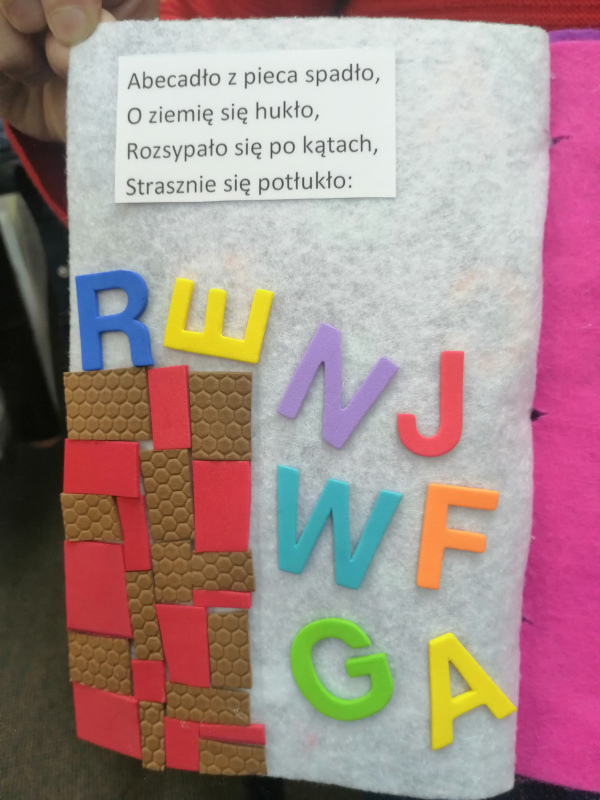 Abecadło z pieca spadło,
O ziemię się hukło,
Rozsypało się po kątach,
Strasznie się potłukło:
R E N J
W F
G A